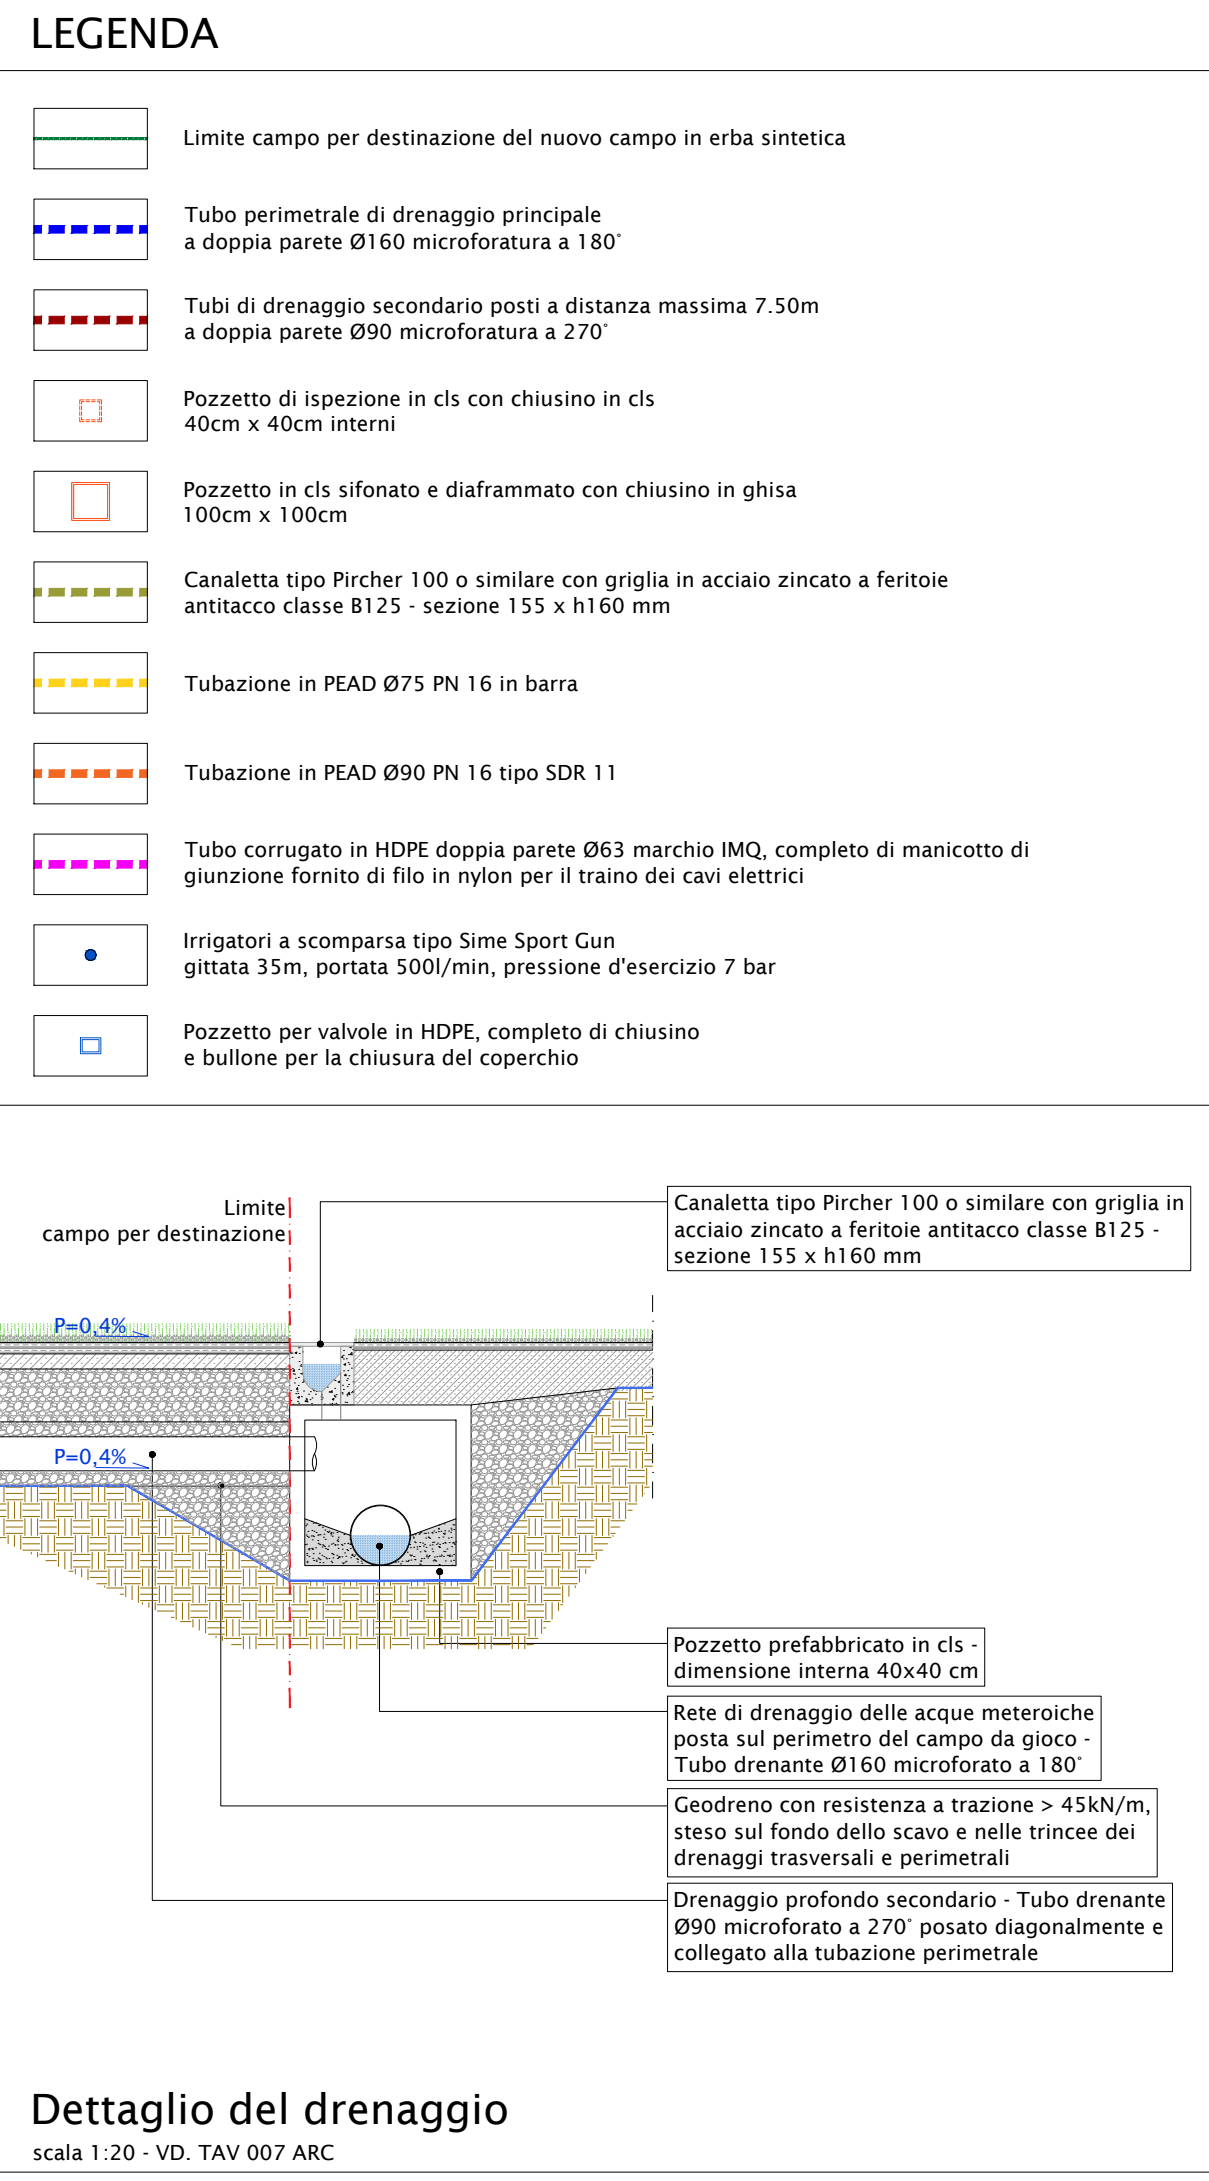 LEGENDA
Limite campo per destinazione del nuovo campo in erba sintetica
Tubo perimetrale di drenaggio principale
a doppia parete Ø160 microforatura a 180°
Tubi di drenaggio secondario posti a distanza massima 7.50m
a doppia parete Ø90 microforatura a 270°
Pozzetto di ispezione in cls con chiusino in cls
40cm x 40cm interni
Pozzetto in cls sifonato e diaframmato con chiusino in ghisa
100cm x 100cm
Canaletta tipo Pircher 100 o similare con griglia in acciaio zincato a feritoie
antitacco classe B125 - sezione 155 x h160 mm
Tubazione in PEAD Ø75 PN 16 in barra
Tubazione in PEAD Ø90 PN 16 tipo SDR 11
Tubo corrugato in HDPE doppia parete Ø63 marchio IMQ, completo di manicotto di
giunzione fornito di filo in nylon per il traino dei cavi elettrici
Irrigatori a scomparsa tipo Sime Sport Gun
gittata 35m, portata 500l/min, pressione d'esercizio 7 bar
Pozzetto per valvole in HDPE, completo di chiusino
e bullone per la chiusura del coperchio
Limite
campo per destinazione
Canaletta tipo Pircher 100 o similare con griglia in
acciaio zincato a feritoie antitacco classe B125 -
sezione 155 x h160 mm
P=0,4%
P=0,4%
Pozzetto prefabbricato in cls -
dimensione interna 40x40 cm
Rete di drenaggio delle acque meteroiche
posta sul perimetro del campo da gioco -
Tubo drenante Ø160 microforato a 180°
Geodreno con resistenza a trazione > 45kN/m,
steso sul fondo dello scavo e nelle trincee dei
drenaggi trasversali e perimetrali
Drenaggio profondo secondario - Tubo drenante
Ø90 microforato a 270° posato diagonalmente e
collegato alla tubazione perimetrale
Dettaglio del drenaggio
scala 1:20 - VD. TAV 007 ARC